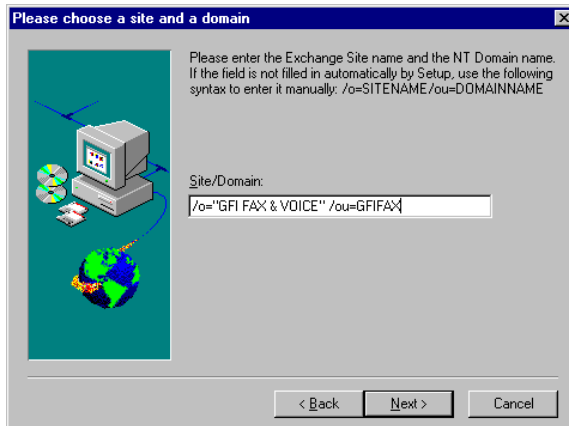 Please choose a site and a domain
Please enter the Exchange Site name and the NT Domain name.
If the field is not filled in automatically by Setup, use the following
syntax to enter it manually: /o=SITENAME/ou=DOMAINNAME
Site/Domain:
/o="GFI FAX & VOICE" /ou=GFIFAX
< Back
Next >
Cancel